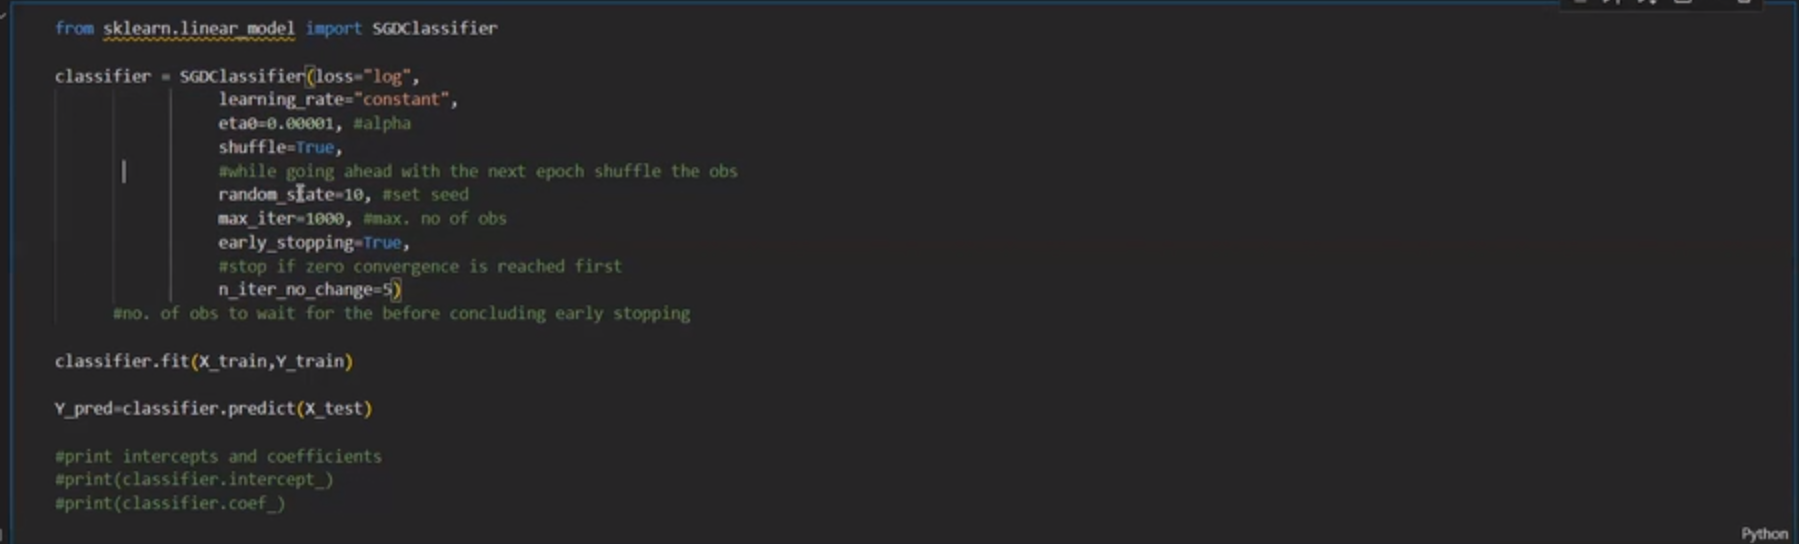 from sklearn.linear_model import SGDClassifier
classifier = SGDClassifier(loss="log",
learning_rate="constant",
eta0=0.00001, #alpha
shuffle=True,
#while going ahead with the next epoch shuffle the obs
random_state=10, #set seed
max_iter=1000, #max. no of obs
early_stopping=True,
#stop if zero convergence is reached first
n_iter_no_change=5)
#no. of obs to wait for the before concluding early stopping
classifier.fit(X_train,Y_train)
Y_pred=classifier.predict(X_test)
#print intercepts and coefficients
#print(classifier.intercept_)
#print(classifier.coef_)
Python